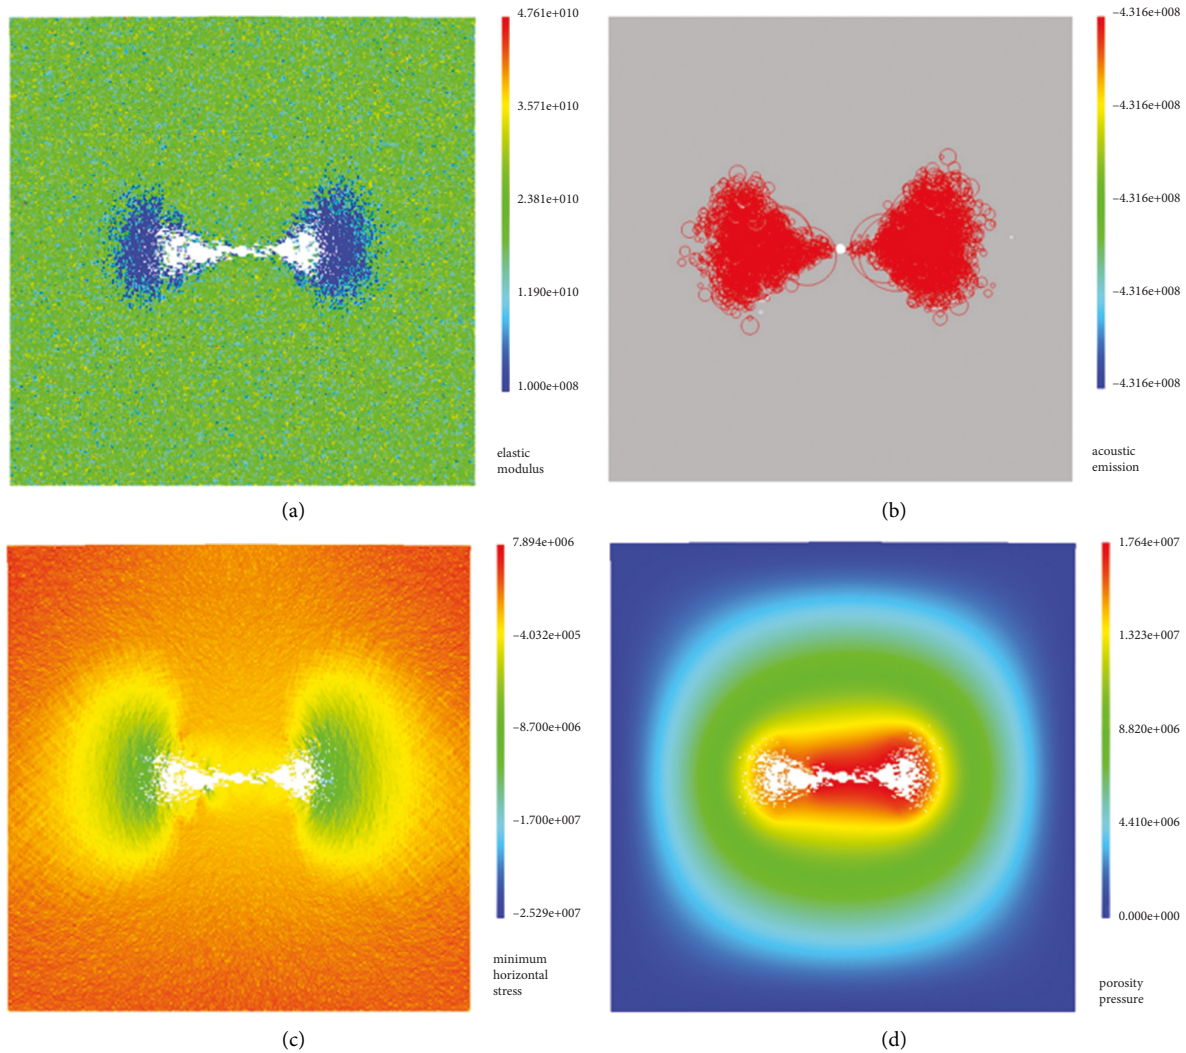 4.761e+010
3.571e+010
2.381e+010
1.190e+010
1.000e+008
elastic
modulus
(a)
−4.316e+008
−4.316e+008
−4.316e+008
−4.316e+008
−4.316e+008
acoustic
emission
(b)
7.894e+006
−4.032e+005
−8.700e+006
−1.700e+007
−2.529e+007
minimum
horizontal
stress
(c)
1.764e+007
1.323e+007
8.820e+006
4.410e+006
0.000e+000
porosity
pressure
(d)